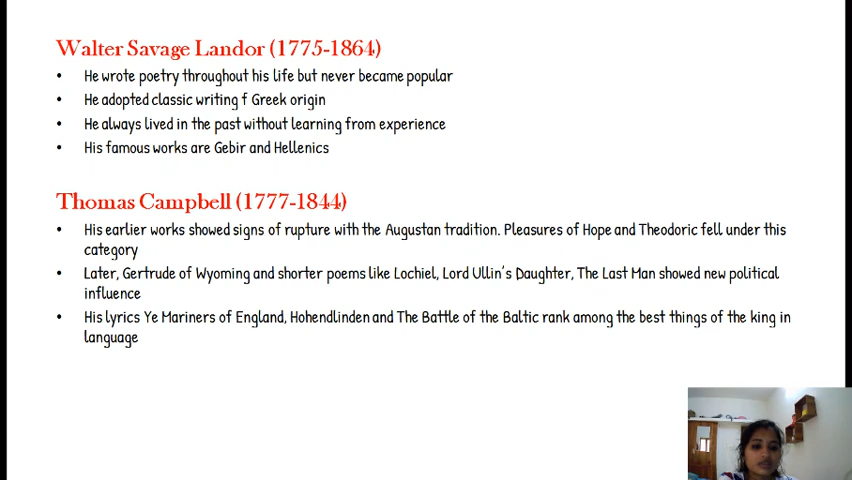 Walter Savage Landor (1775-1864)
• He wrote poetry throughout his life but never became popular
• He adopted classic writing f Greek origin
• He always lived in the past without learning from experience
• His famous works are Gebir and Hellenics
Thomas Campbell (1777-1844)
• His earlier works showed signs of rupture with the Augustan tradition. Pleasures of Hope and Theodoric fell under this
category
• Later, Gertrude of Wyoming and shorter poems like Lochiel, Lord Ullin's Daughter, The Last Man showed new political
influence
• His lyrics Ye Mariners of England, Hohendlinden and The Battle of the Baltic rank among the best things of the king in
language